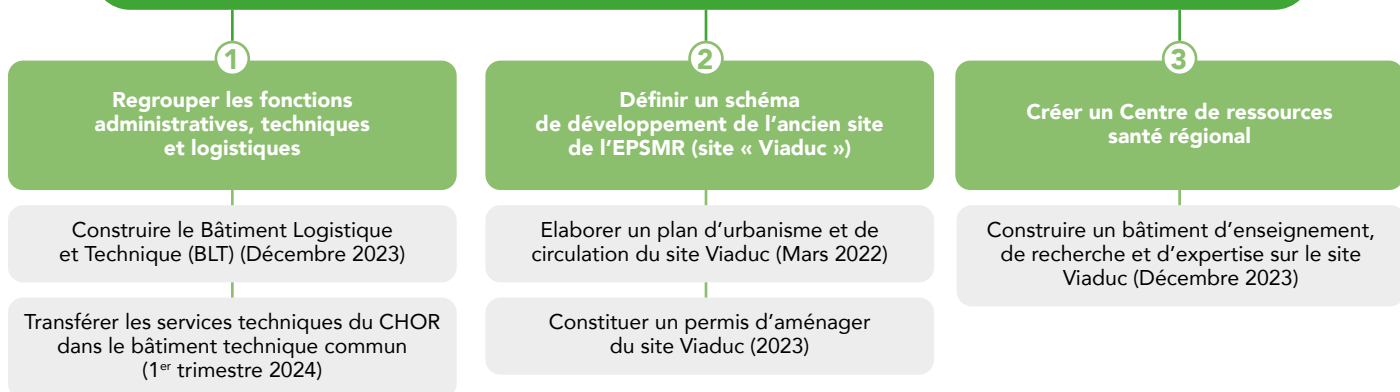 1
Regrouper les fonctions
administratives, techniques
et logistiques
Construire le Bâtiment Logistique
et Technique (BLT) (Décembre 2023)
Transférer les services techniques du CHOR
dans le bâtiment technique commun
(1er trimestre 2024)
2
Définir un schéma
de développement de l’ancien site
de l’EPSMR (site « Viaduc »)
Elaborer un plan d’urbanisme et de
circulation du site Viaduc (Mars 2022)
Constituer un permis d’aménager
du site Viaduc (2023)
3
Créer un Centre de ressources
santé régional
Construire un bâtiment d’enseignement,
de recherche et d’expertise sur le site
Viaduc (Décembre 2023)